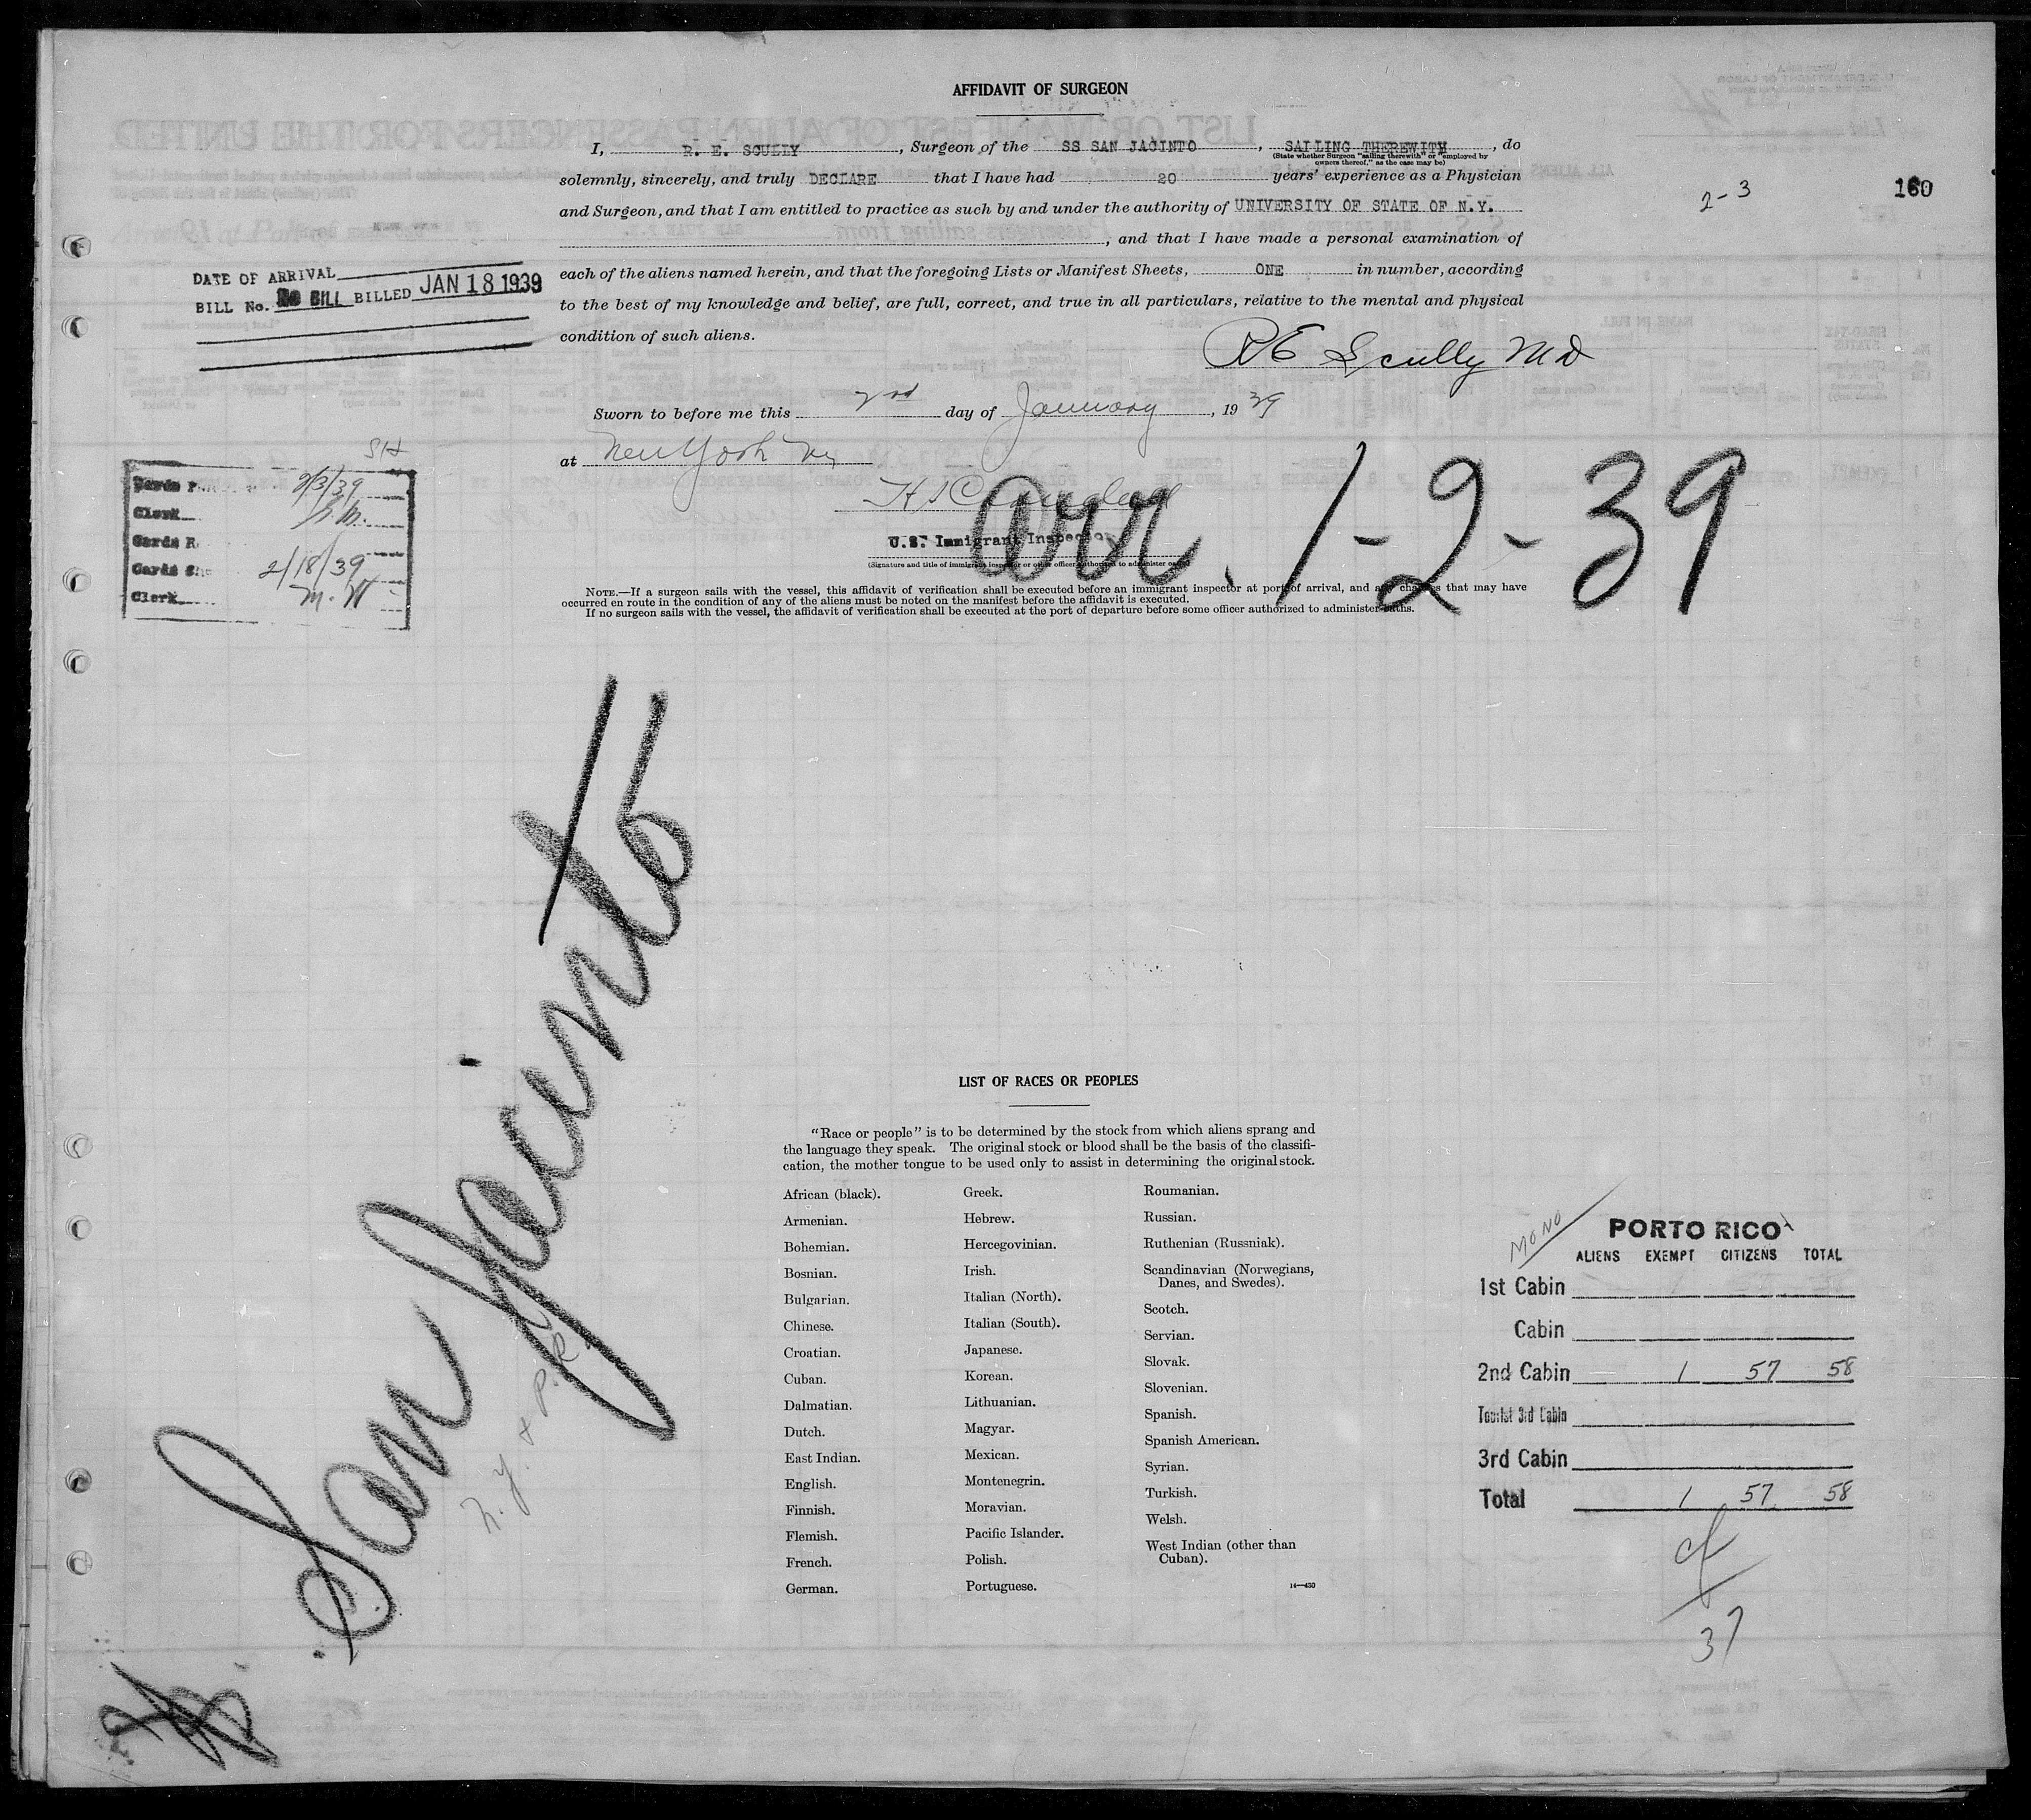 AFFIDAVIT OF SURGEON
I, R. E. SCULLY, Surgeon of the SS SAN JACINTO, SAILING THEREWITH, do
(State whether Surgeon "sailing therewith" or "employed by
owners thereof," as the case may be)
solemnly, sincerely, and truly DECLARE that I have had 20 years' experience as a Physician
and Surgeon, and that I am entitled to practice as such by and under the authority of UNIVERSITY OF STATE OF N.Y.
, and that I have made a personal examination of
each of the aliens named herein, and that the foregoing Lists or Manifest Sheets, ONE in number, according
to the best of my knowledge and belief, are full, correct, and true in all particulars, relative to the mental and physical
condition of such aliens.
2-3
160
DATE OF ARRIVAL
BILL No. NO BILL BILLED JAN 18 1939
R E Scully MD
Sworn to before me this 2nd day of January, 1939
at New York Ny
SH
2/3/39
Clerk
Cards
2/18/39
Clerk M. H
U.S. Immigrant Inspector
(Signature and title of immigrant inspector or other officer authorized to administer oaths)
arr. 1-2-39
NOTE.—If a surgeon sails with the vessel, this affidavit of verification shall be executed before an immigrant inspector at port of arrival, and any changes that may have
occurred en route in the condition of any of the aliens must be noted on the manifest before the affidavit is executed.
If no surgeon sails with the vessel, the affidavit of verification shall be executed at the port of departure before some officer authorized to administer oaths.
San Jacinto
N.Y. & P.R.
LIST OF RACES OR PEOPLES
"Race or people" is to be determined by the stock from which aliens sprang and
the language they speak. The original stock or blood shall be the basis of the classifi-
cation, the mother tongue to be used only to assist in determining the original stock.
African (black).
Armenian.
Bohemian.
Bosnian.
Bulgarian.
Chinese.
Croatian.
Cuban.
Dalmatian.
Dutch.
East Indian.
English.
Finnish.
Flemish.
French.
German.
Greek.
Hebrew.
Hercegovinian.
Irish.
Italian (North).
Italian (South).
Japanese.
Korean.
Lithuanian.
Magyar.
Mexican.
Montenegrin.
Moravian.
Pacific Islander.
Polish.
Portuguese.
Roumanian.
Russian.
Ruthenian (Russniak).
Scandinavian (Norwegians,
Danes, and Swedes).
Scotch.
Servian.
Slovak.
Slovenian.
Spanish.
Spanish American.
Syrian.
Turkish.
Welsh.
West Indian (other than
Cuban).
14—430
MONO
PORTO RICO
ALIENS EXEMPT CITIZENS TOTAL
1st Cabin
Cabin
2nd Cabin 1 57 58
Tourist 3rd Cabin
3rd Cabin
Total 1 57 58
37